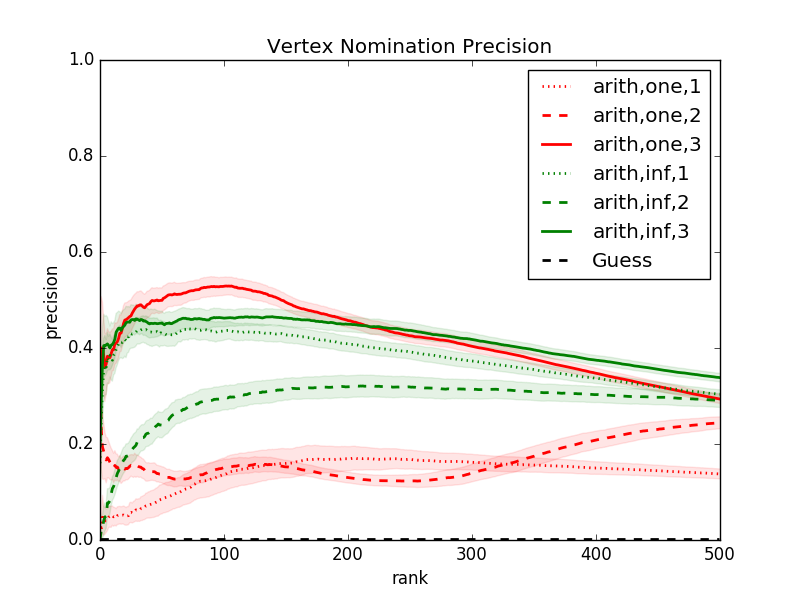 Vertex Nomination Precision
1.0
0.8
0.6
0.4
0.2
0.0
precision
arith,one,1
arith,one,2
arith,one,3
arith,inf,1
arith,inf,2
arith,inf,3
Guess
0 100 200 300 400 500
rank